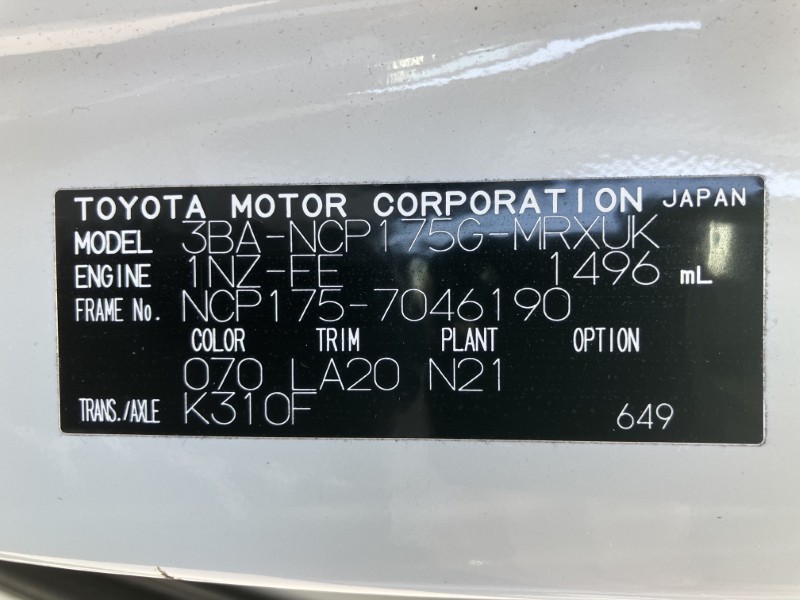 TOYOTA MOTOR CORPORATION JAPAN
MODEL 3BA-NCP175G-MRXUK
ENGINE 1NZ-FE 1496 mL
FRAME No. NCP175-7046190
COLOR TRIM PLANT OPTION
070 LA20 N21
TRANS./AXLE K310F 649